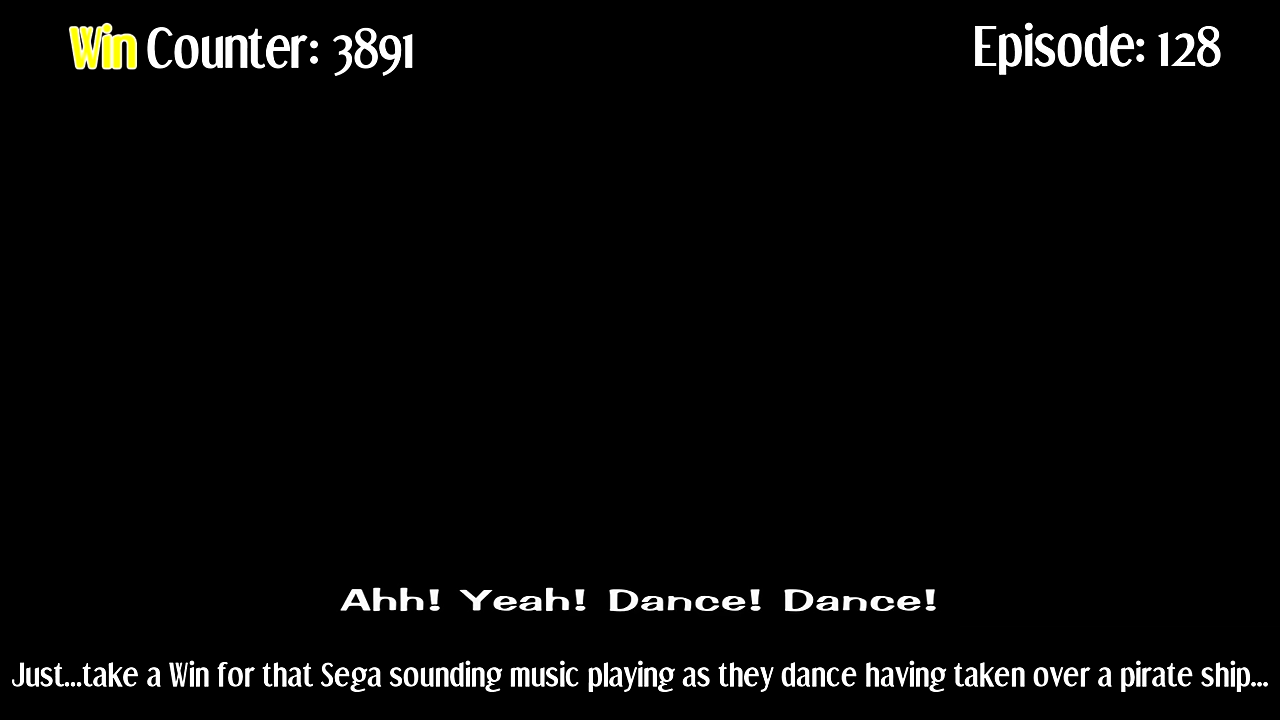 Win Counter: 3891
Episode: 128
Ahh! Yeah! Dance! Dance!
Just...take a Win for that Sega sounding music playing as they dance having taken over a pirate ship...